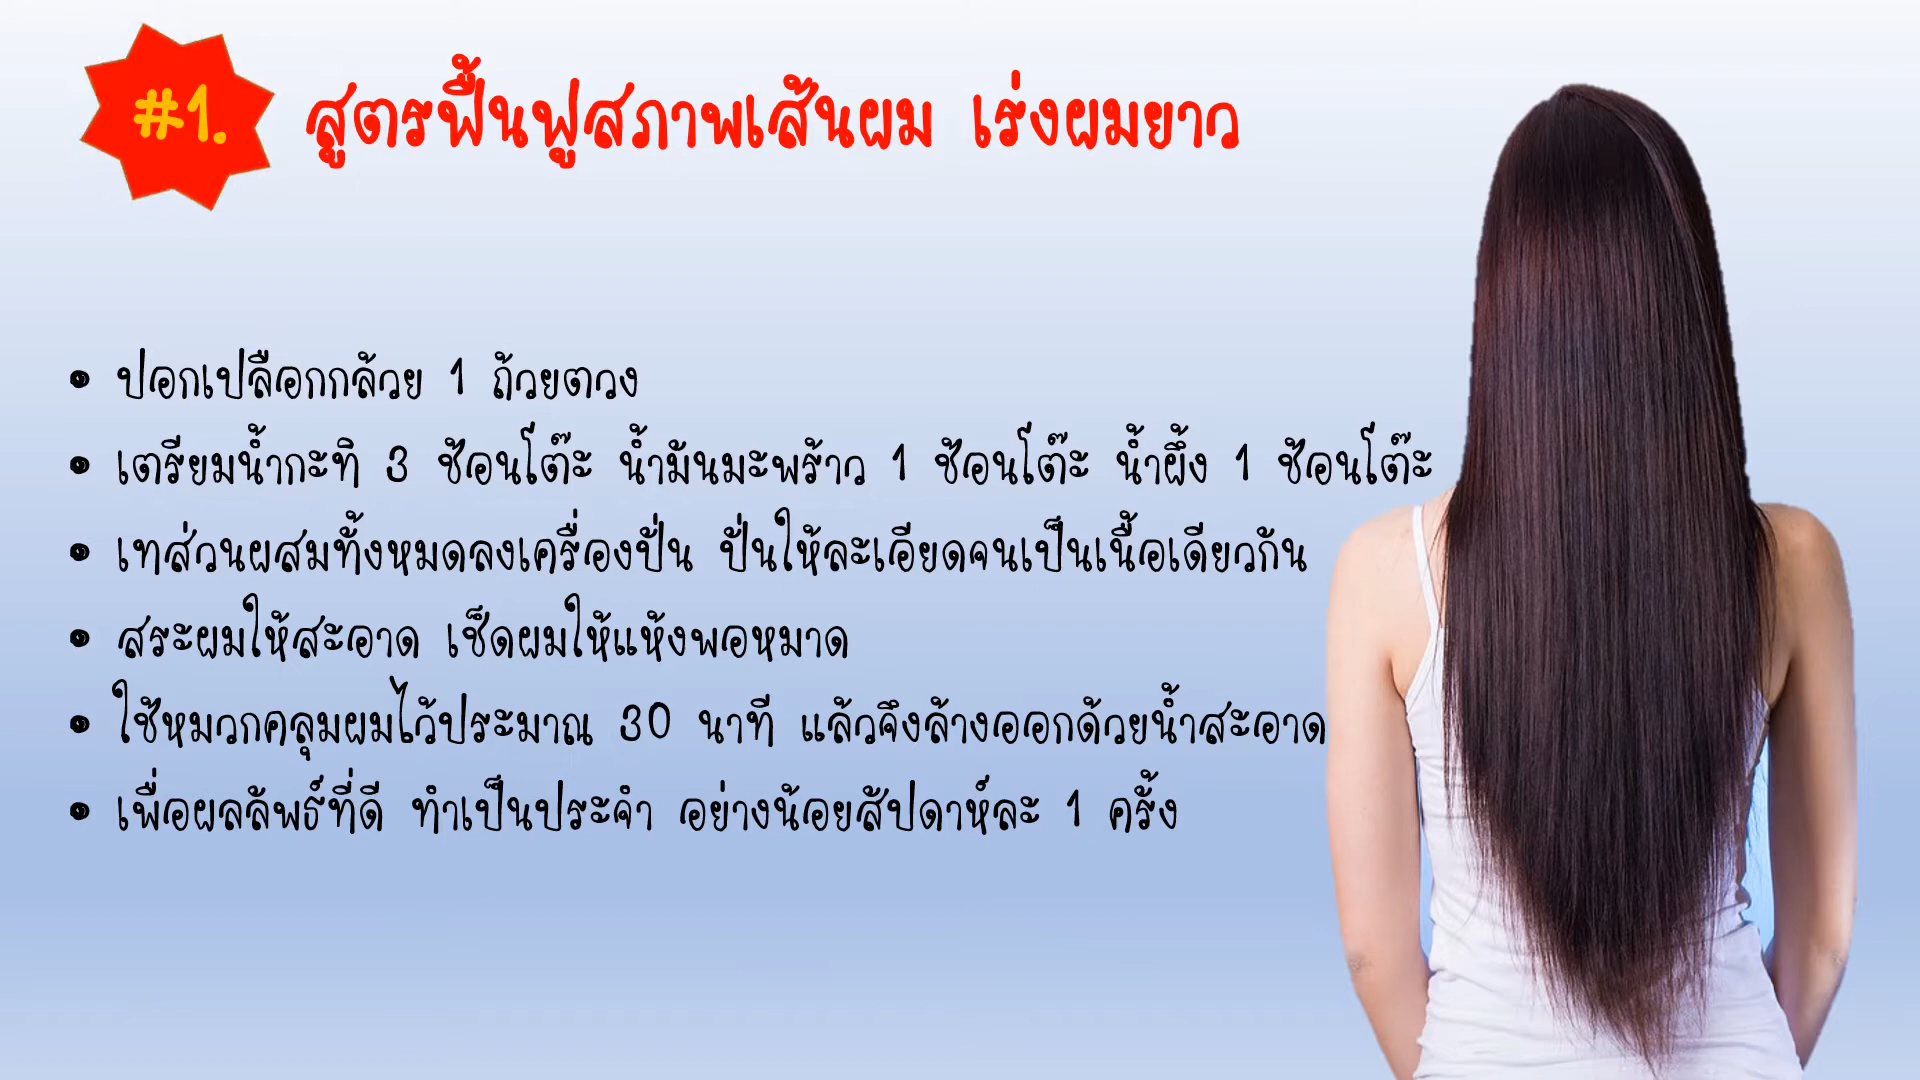 #1.
สูตรฟื้นฟูสภาพเส้นผม เร่งผมยาว
• ปอกเปลือกกล้วย 1 ถ้วยตวง
• เตรียมน้ำกะทิ 3 ช้อนโต๊ะ น้ำมันมะพร้าว 1 ช้อนโต๊ะ น้ำผึ้ง 1 ช้อนโต๊ะ
• เทส่วนผสมทั้งหมดลงเครื่องปั่น ปั่นให้ละเอียดจนเป็นเนื้อเดียวกัน
• สระผมให้สะอาด เช็ดผมให้แห้งพอหมาด
• ใช้หมวกคลุมผมไว้ประมาณ 30 นาที แล้วจึงล้างออกด้วยน้ำสะอาด
• เพื่อผลลัพธ์ที่ดี ทำเป็นประจำ อย่างน้อยสัปดาห์ละ 1 ครั้ง